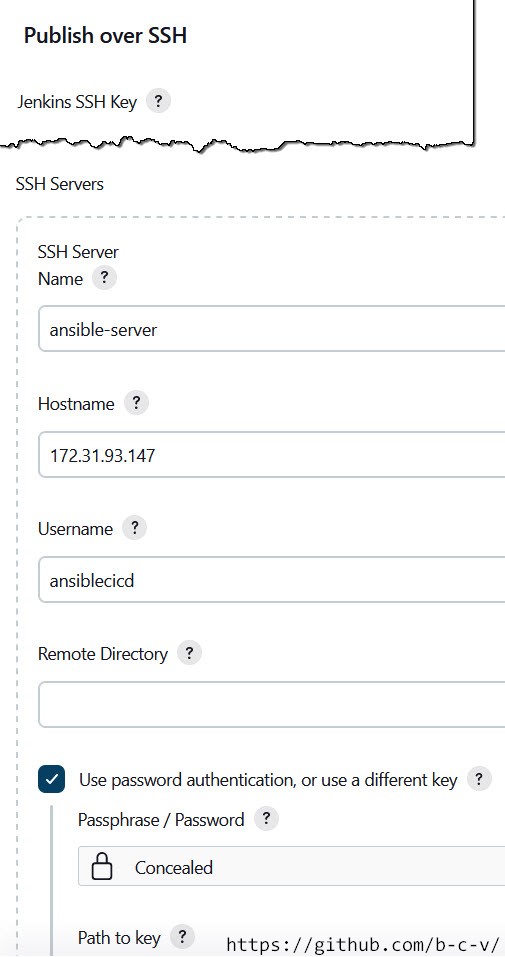 Publish over SSH
Jenkins SSH Key ?
SSH Servers
SSH Server
Name ?
ansible-server
Hostname ?
172.31.93.147
Username ?
ansiblecicd
Remote Directory ?
Use password authentication, or use a different key ?
Passphrase / Password ?
Concealed
Path to key ?
https://github.com/b-c-v/